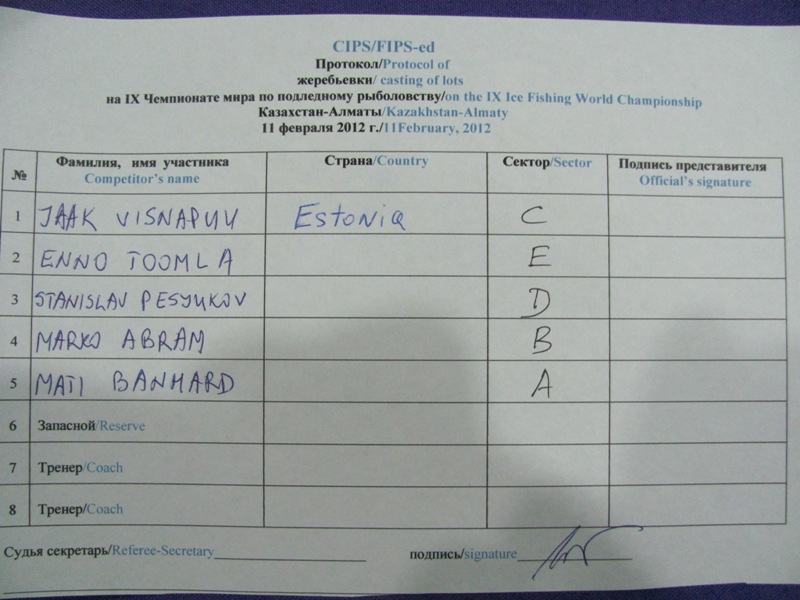 CIPS/FIPS-ed
Протокол/Protocol of
жеребьевки/ casting of lots
на IX Чемпионате мира по подледному рыболовству/on the IX Ice Fishing World Championship
Казахстан-Алматы/Kazakhstan-Almaty
11 февраля 2012 г./11February, 2012
№ Фамилия, имя участника Страна/Country Сектор/Sector Подпись представителя
Competitor's name Official's signature
1 JAAK VISNAPUU Estonia C
2 ENNO TOOMLA E
3 STANISLAV PESJUKOV D
4 MARKO ABRAM B
5 MATI BANHARD A
6 Запасной/Reserve
7 Тренер/Coach
8 Тренер/Coach
Судья секретарь/Referee-Secretary подпись/signature